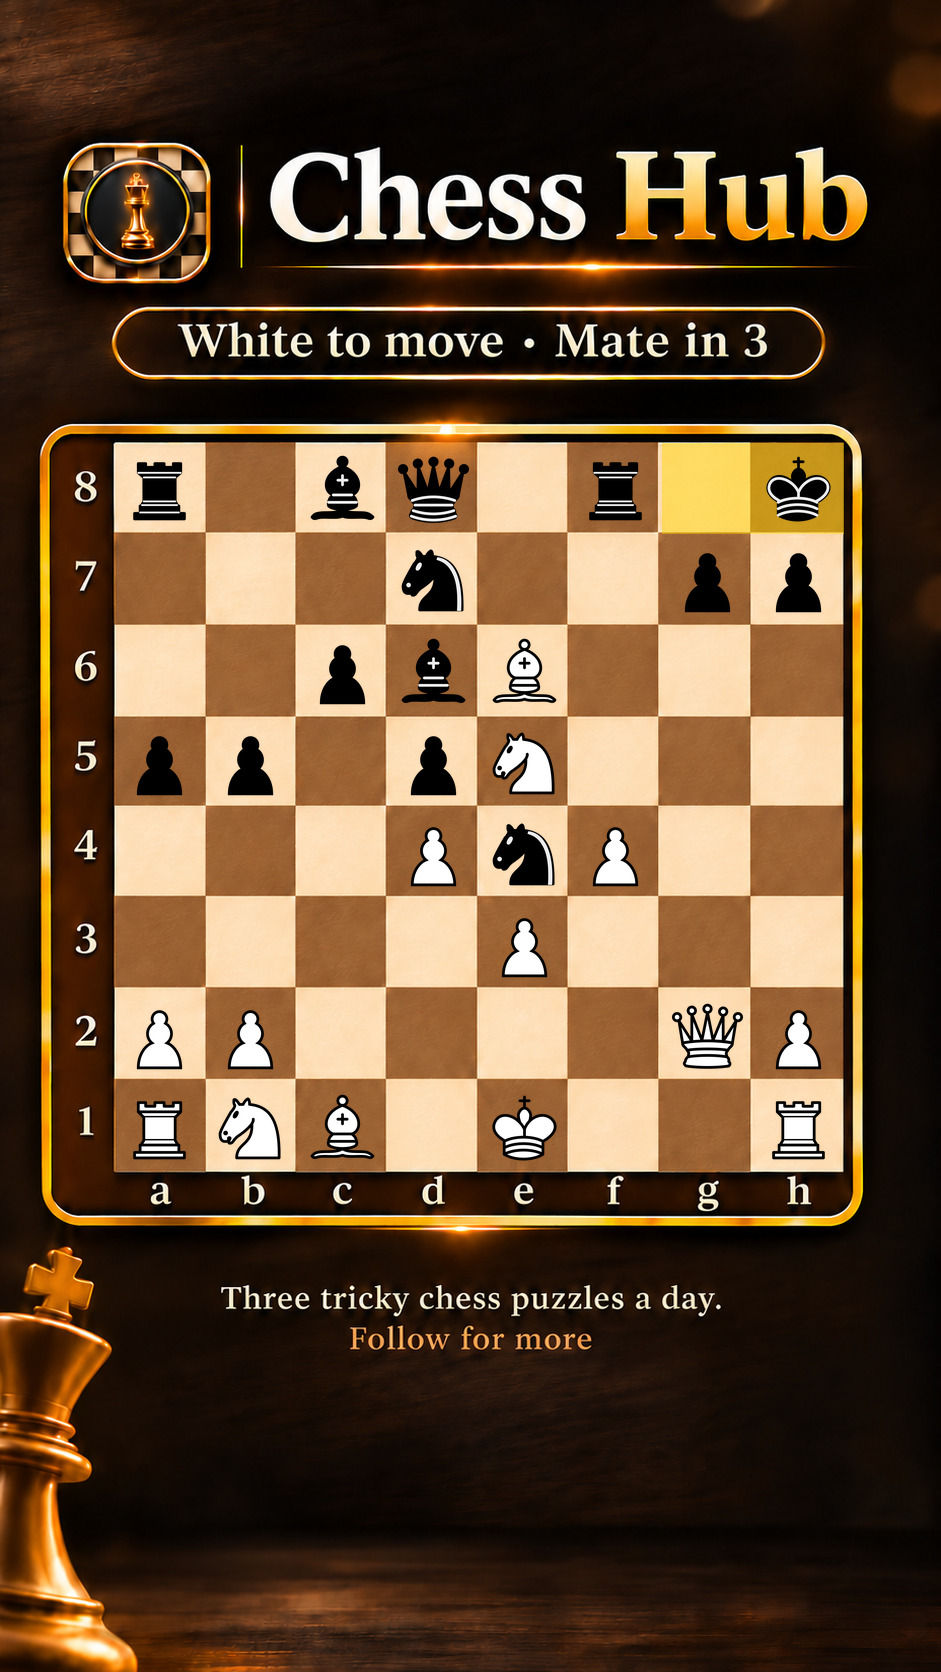 Chess Hub
White to move • Mate in 3
8
7
6
5
4
3
2
1
a b c d e f g h
Three tricky chess puzzles a day.
Follow for more